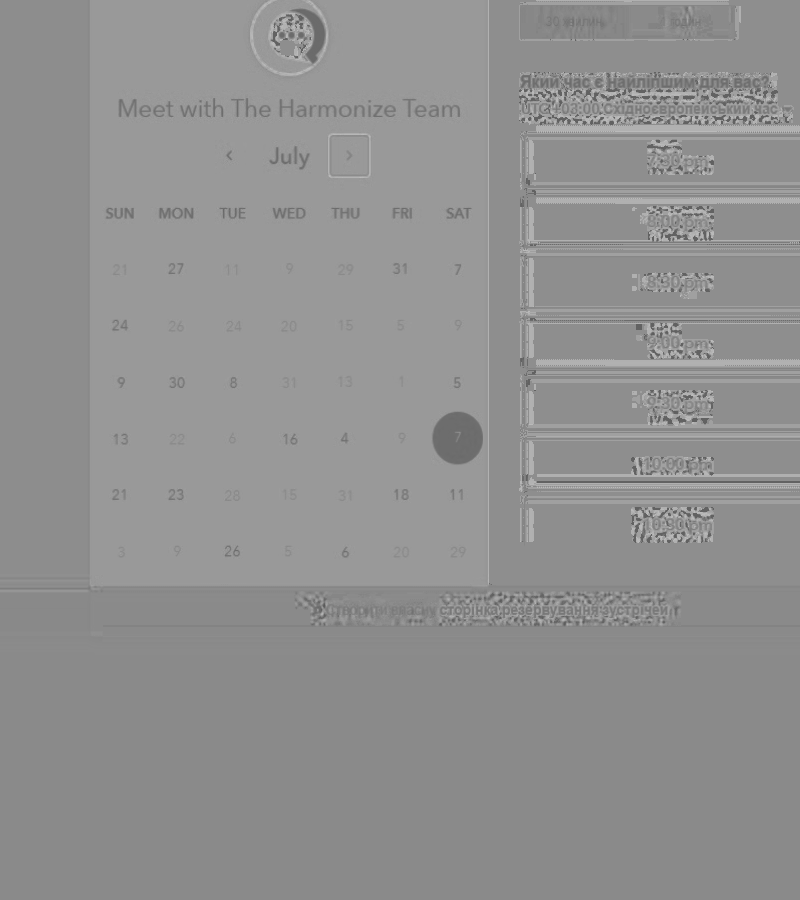 Meet with The Harmonize Team
July
SUN MON TUE WED THU FRI SAT
21 27 11 9 29 31 7
24 26 24 20 15 5 9
9 30 8 31 13 1 5
13 22 6 16 4 9 7
21 23 28 15 31 18 11
3 9 26 5 6 20 29
30 хвилин годин
Який час є Найліпшим для вас?
UTC +03:00 Східноєвропейський час
7:30 pm
8:00 pm
8:30 pm
9:00 pm
9:30 pm
10:00 pm
10:30 pm
Створити власну сторінка резервування зустрічей